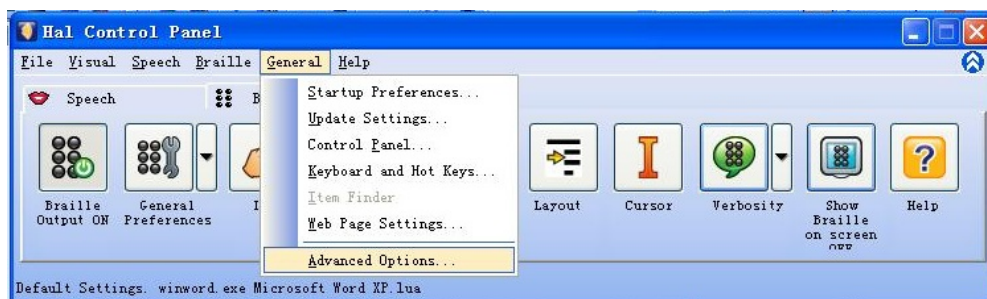 Hal Control Panel
File Visual Speech Braille General Help
Speech
B
Startup Preferences...
Update Settings...
Control Panel...
Keyboard and Hot Keys...
Item Finder
Web Page Settings...
Advanced Options...
Braille
Output ON
General
Preferences
Layout
Cursor
Verbosity
Show
Braille
on screen
OFF
Help
Default Settings. winword.exe Microsoft Word XP.lua